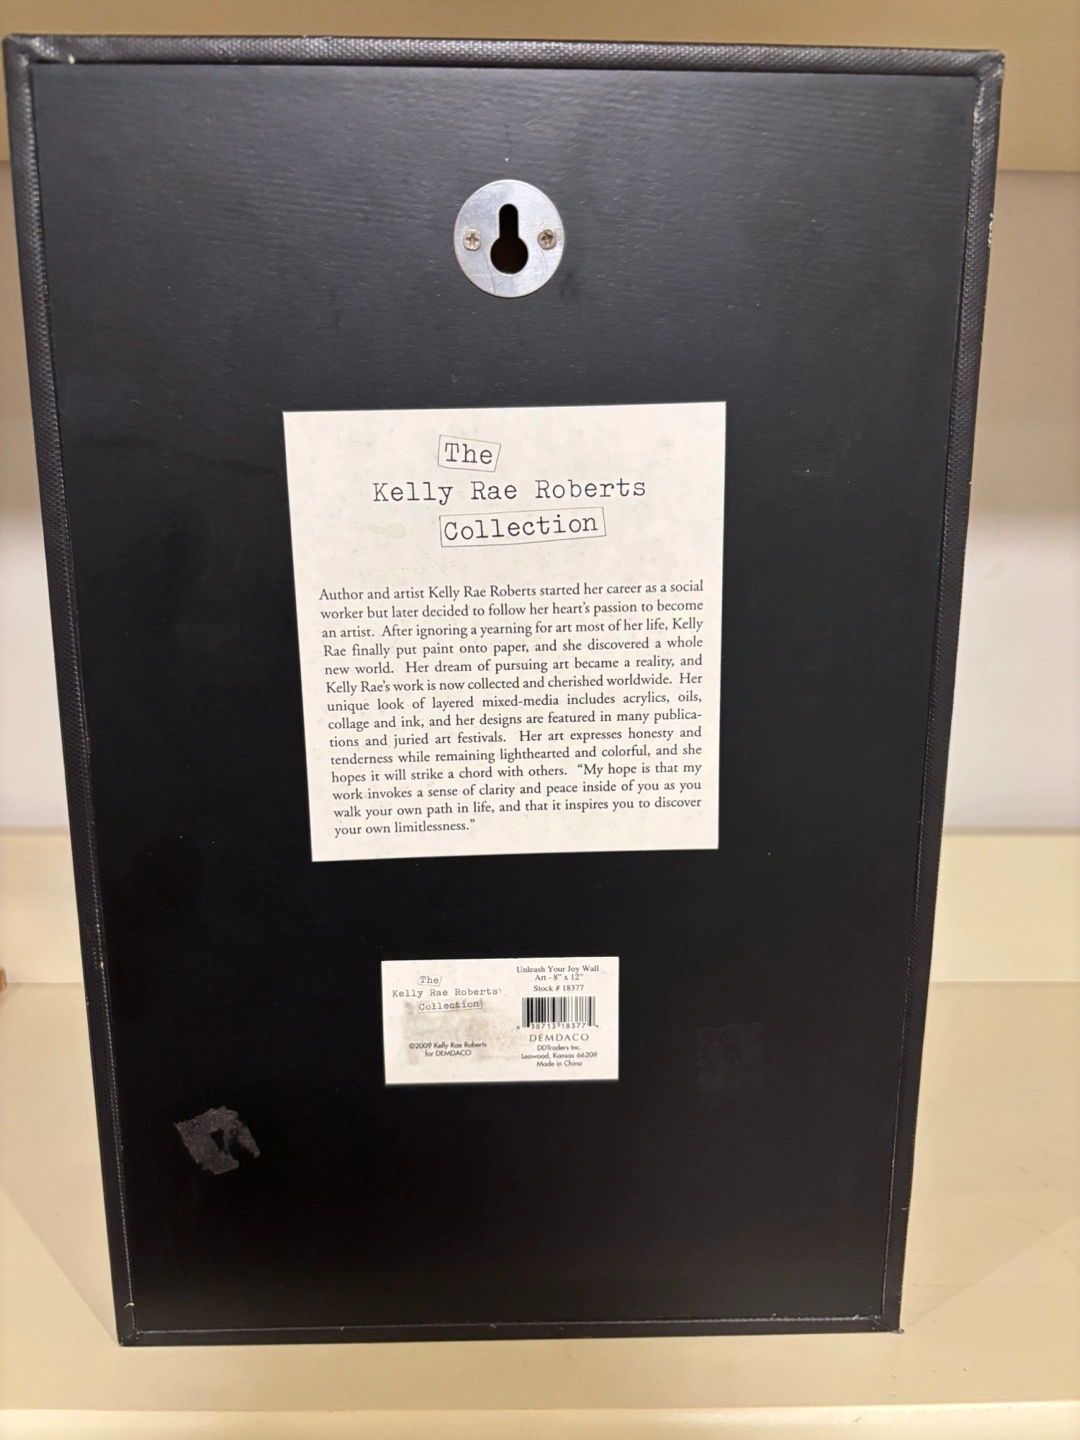 The
Kelly Rae Roberts
Collection
Author and artist Kelly Rae Roberts started her career as a social
worker but later decided to follow her heart's passion to become
an artist.  After ignoring a yearning for art most of her life, Kelly
Rae finally put paint onto paper, and she discovered a whole
new world.  Her dream of pursuing art became a reality, and
Kelly Rae's work is now collected and cherished worldwide.  Her
unique look of layered mixed-media includes acrylics, oils,
collage and ink, and her designs are featured in many publica-
tions and juried art festivals.  Her art expresses honesty and
tenderness while remaining lighthearted and colorful, and she
hopes it will strike a chord with others.  “My hope is that my
work invokes a sense of clarity and peace inside of you as you
walk your own path in life, and that it inspires you to discover
your own limitlessness.”
The
Kelly Rae Roberts
Collection
©2009 Kelly Rae Roberts
for DEMDACO
Unleash Your Joy Wall
Art - 8" x 12"
Stock # 18377
DEMDACO
DDTraders Inc.
Leawood, Kansas 66209
Made in China